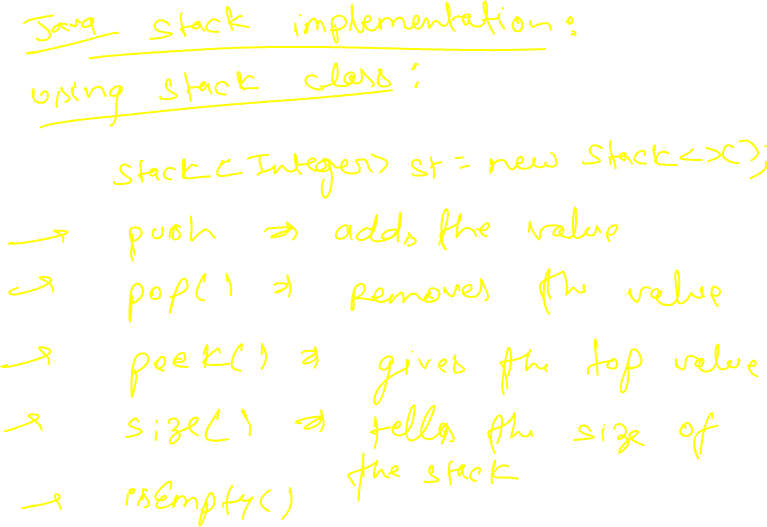 Java stack implementation:
using stack class:
Stack<Integer> st = new Stack<>();
→ push ⇒ adds the value
→ pop() ⇒ removes the value
→ peek() ⇒ gives the top value
→ size() ⇒ tells the size of
the stack
→ isEmpty()